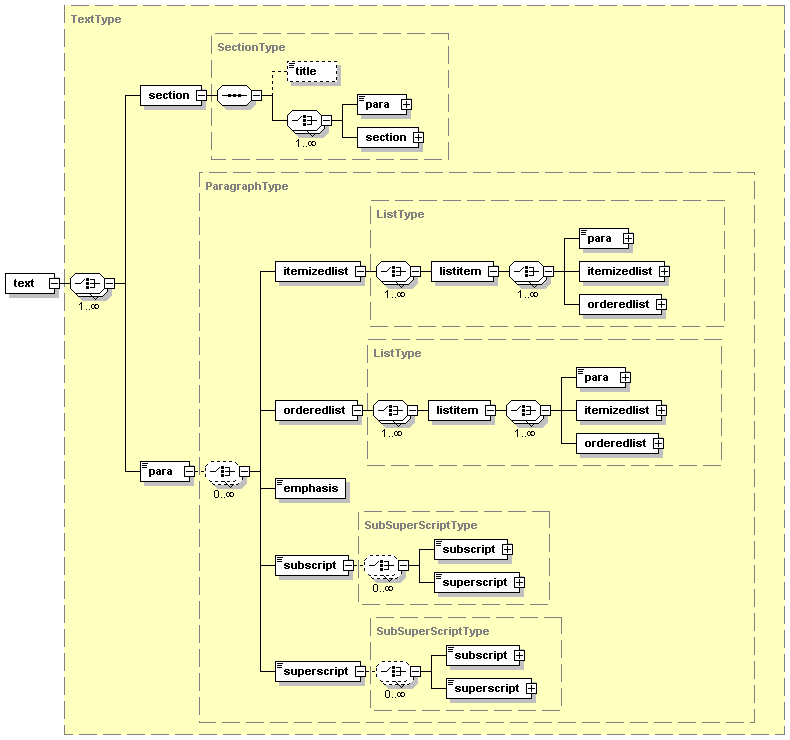 TextType
SectionType
title
section
para
section
1..∞
ParagraphType
ListType
para
itemizedlist
listitem
itemizedlist
text
1..∞
1..∞
orderedlist
1..∞
ListType
para
orderedlist
listitem
itemizedlist
1..∞
1..∞
orderedlist
para
0..∞
emphasis
SubSuperScriptType
subscript
subscript
superscript
0..∞
SubSuperScriptType
subscript
superscript
superscript
0..∞